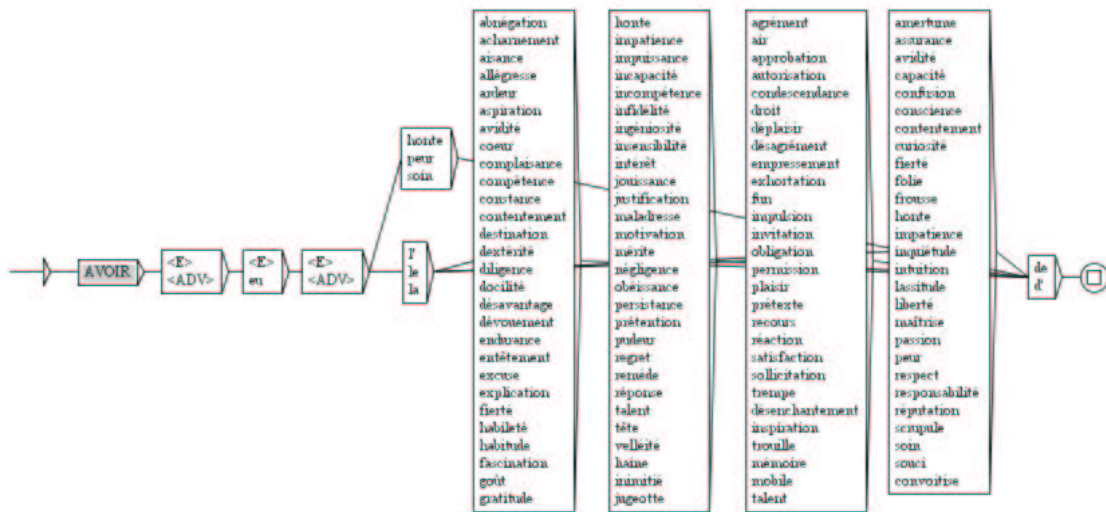 AVOIR
<E>
<ADV>
<E>
eu
<E>
<ADV>
honte
peur
soin
l'
le
la
abnégation
acharnement
aisance
allégresse
ardeur
aspiration
avidité
coeur
complaisance
compétence
constance
contentement
destination
dextérité
diligence
docilité
désavantage
dévouement
endurance
entêtement
excuse
explication
fierté
habileté
habitude
fascination
goût
gratitude
honte
impatience
impuissance
incapacité
incompétence
infidélité
ingéniosité
insensibilité
intérêt
jouissance
justification
maladresse
motivation
mérite
négligence
obéissance
persistance
prétention
pudeur
regret
remède
réponse
talent
tête
velléité
haine
inimitié
jugeotte
agrément
air
approbation
autorisation
condescendance
droit
déplaisir
désagrément
empressement
exhortation
fun
impulsion
invitation
obligation
permission
plaisir
prétexte
recours
réaction
satisfaction
sollicitation
trempe
désenchantement
inspiration
trouille
mémoire
mobile
talent
amertume
assurance
avidité
capacité
confusion
conscience
contentement
curiosité
fierté
folie
frousse
honte
impatience
inquiétude
intuition
lassitude
liberté
maîtrise
passion
peur
respect
responsabilité
réputation
scrupule
soin
souci
convoitise
de
d'